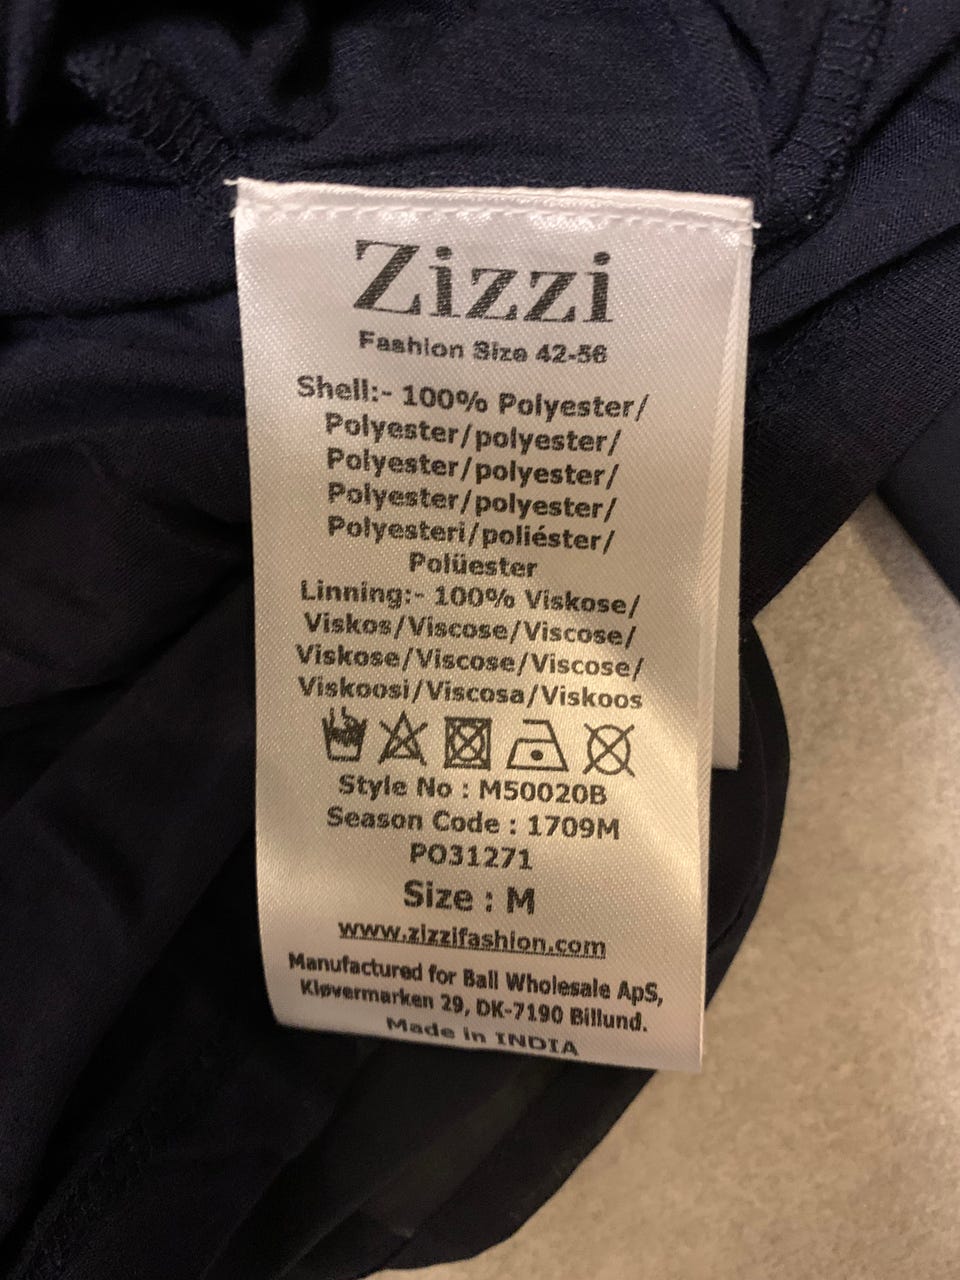 Zizzi
Fashion Size 42-56
Shell:- 100% Polyester/
Polyester/polyester/
Polyester/polyester/
Polyester/polyester/
Polyesteri/poliéster/
Polüester
Linning:- 100% Viskose/
Viskos/Viscose/Viscose/
Viskose/Viscose/Viscose/
Viskoosi/Viscosa/Viskoos
Style No : M50020B
Season Code : 1709M
PO31271
Size : M
www.zizzifashion.com
Manufactured for Ball Wholesale ApS,
Kløvermarken 29, DK-7190 Billund.
Made in INDIA